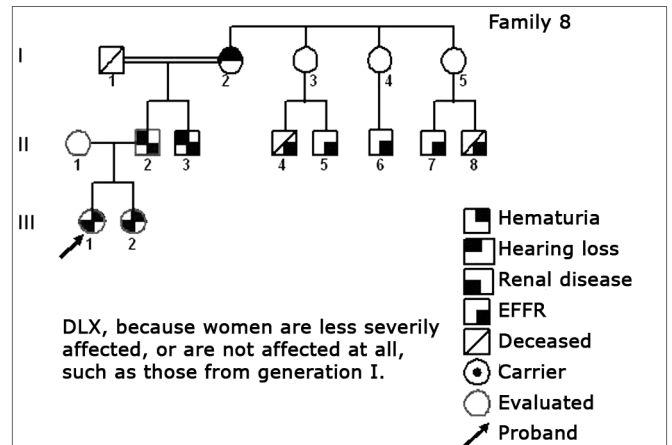 Family 8
I
1
2
3
4
5
II
1
2
3
4
5
6
7
8
III
1
2
Hematuria
Hearing loss
Renal disease
EFFR
Deceased
Carrier
Evaluated
Proband
DLX, because women are less severily
affected, or are not affected at all,
such as those from generation I.